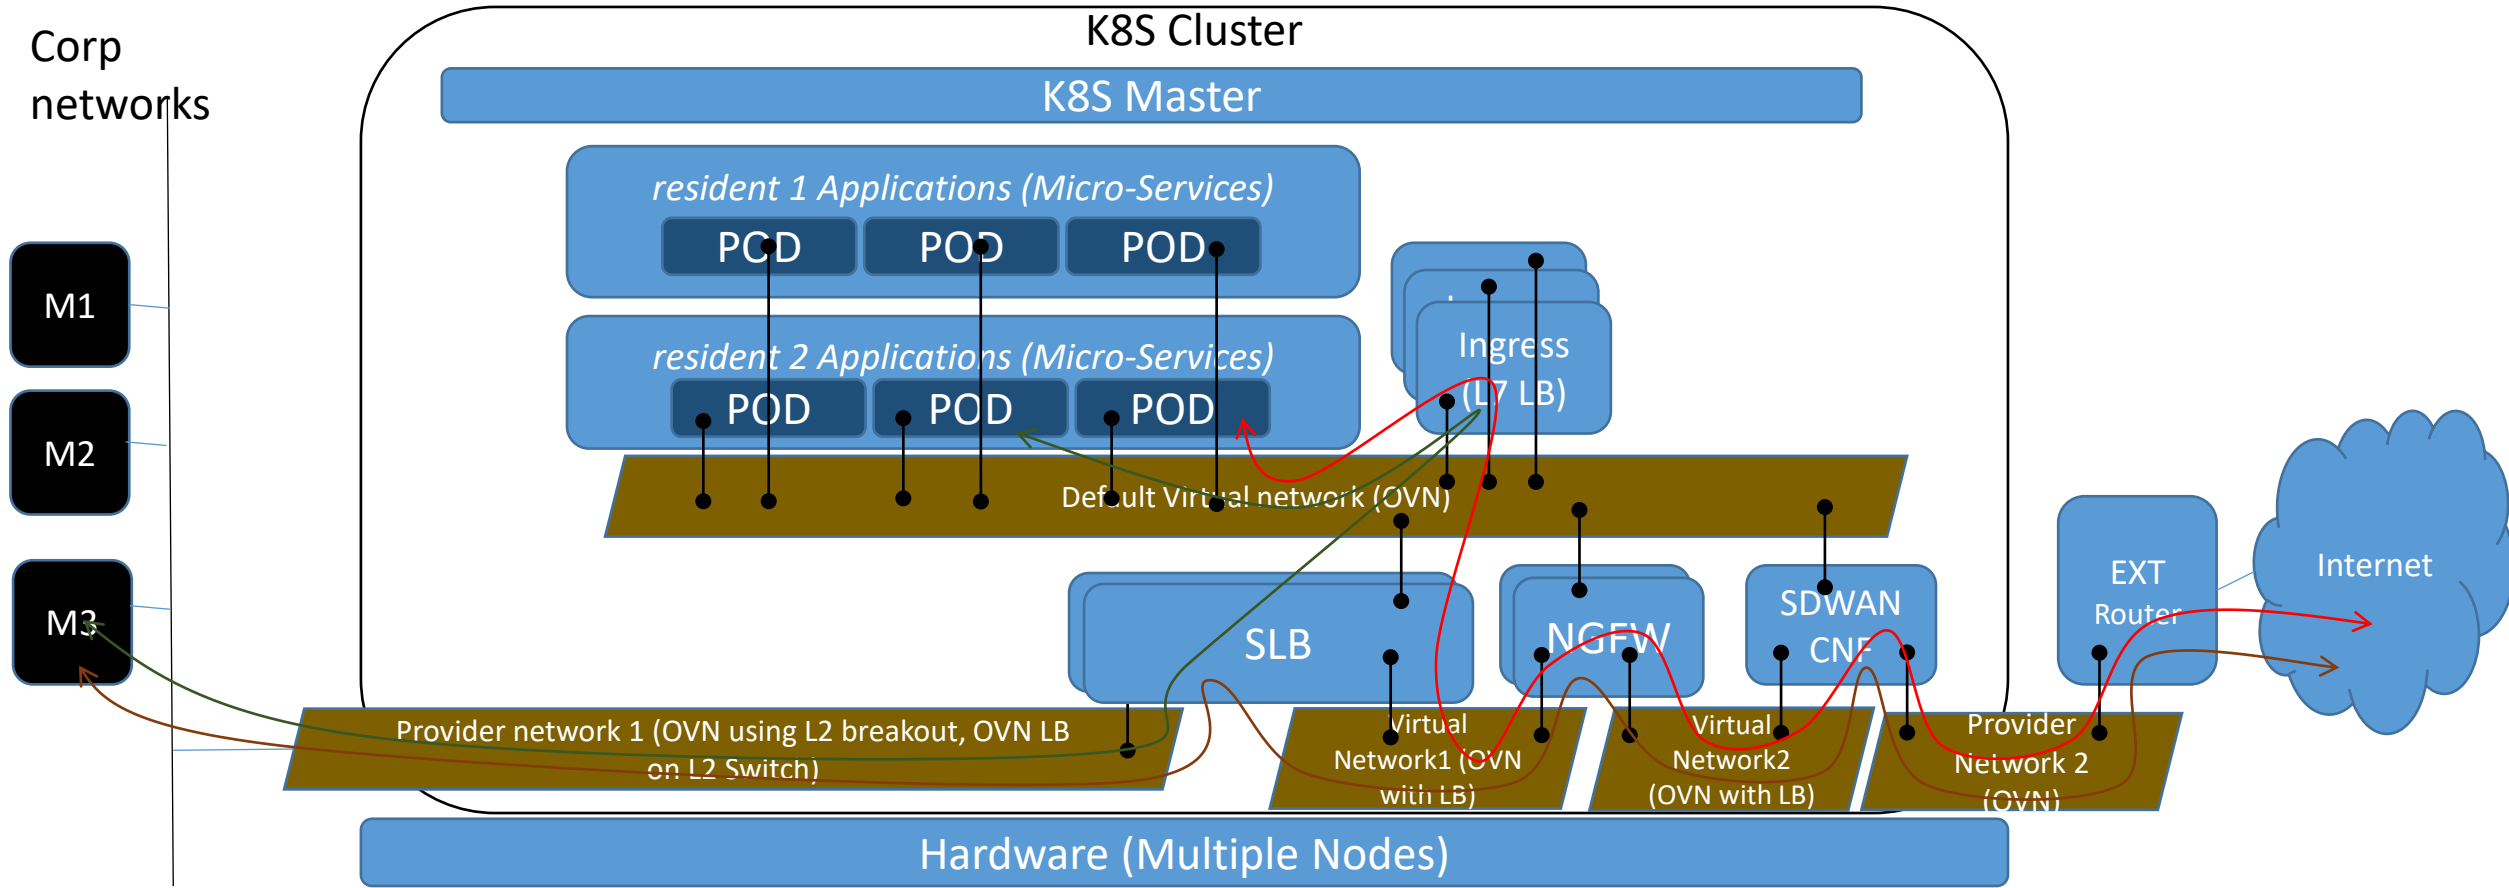 Corp
networks
K8S Cluster
K8S Master
resident 1 Applications (Micro-Services)
POD
POD
POD
resident 2 Applications (Micro-Services)
POD
POD
POD
Ingress
(L7 LB)
M1
M2
M3
Default Virtual network (OVN)
SLB
NGFW
SDWAN
CNF
EXT
Router
Internet
Provider network 1 (OVN using L2 breakout, OVN LB
on L2 Switch)
Virtual
Network1 (OVN
with LB)
Virtual
Network2
(OVN with LB)
Provider
Network 2
(OVN)
Hardware (Multiple Nodes)